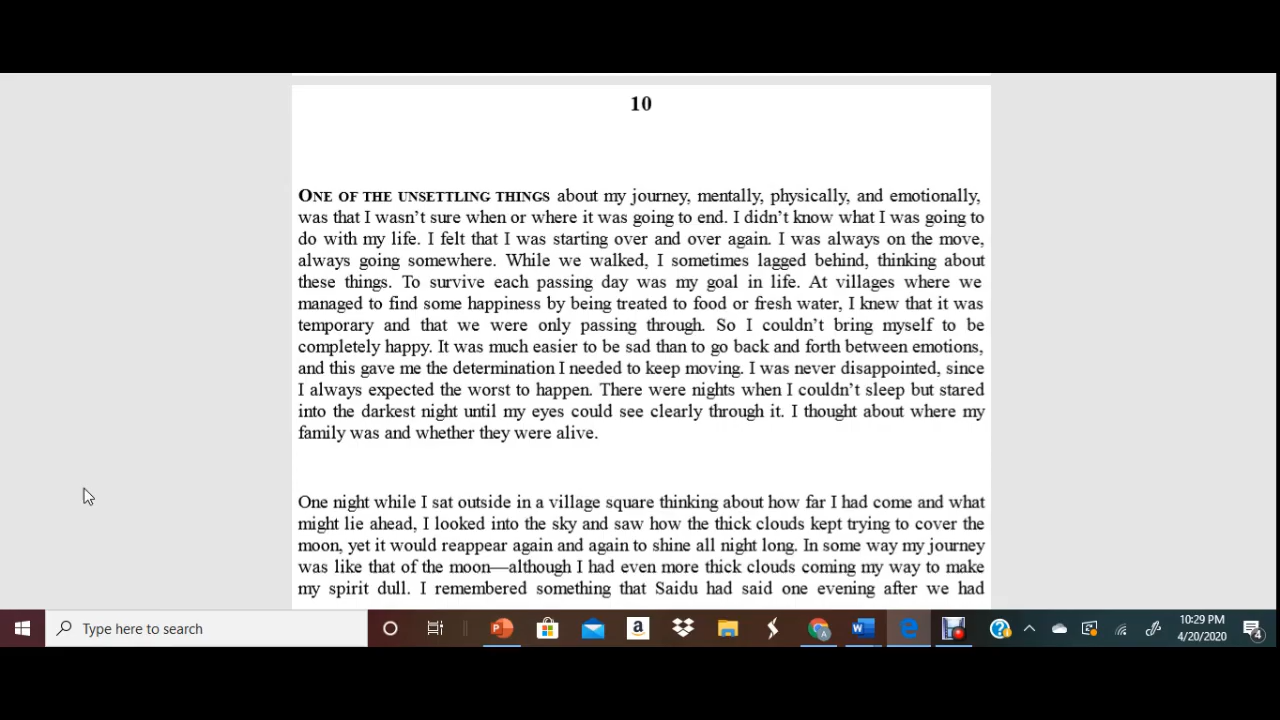 10
ONE OF THE UNSETTLING THINGS about my journey, mentally, physically, and emotionally,
was that I wasn’t sure when or where it was going to end. I didn’t know what I was going to
do with my life. I felt that I was starting over and over again. I was always on the move,
always going somewhere. While we walked, I sometimes lagged behind, thinking about
these things. To survive each passing day was my goal in life. At villages where we
managed to find some happiness by being treated to food or fresh water, I knew that it was
temporary and that we were only passing through. So I couldn’t bring myself to be
completely happy. It was much easier to be sad than to go back and forth between emotions,
and this gave me the determination I needed to keep moving. I was never disappointed, since
I always expected the worst to happen. There were nights when I couldn’t sleep but stared
into the darkest night until my eyes could see clearly through it. I thought about where my
family was and whether they were alive.
One night while I sat outside in a village square thinking about how far I had come and what
might lie ahead, I looked into the sky and saw how the thick clouds kept trying to cover the
moon, yet it would reappear again and again to shine all night long. In some way my journey
was like that of the moon—although I had even more thick clouds coming my way to make
my spirit dull. I remembered something that Saidu had said one evening after we had
Type here to search
10:29 PM
4/20/2020
4